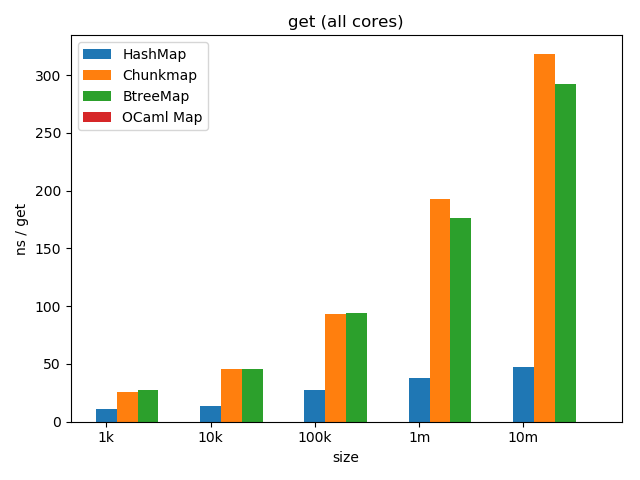 get (all cores)
HashMap
Chunkmap
BtreeMap
OCaml Map
300
250
200
150
100
50
0
ns / get
1k 10k 100k 1m 10m
size